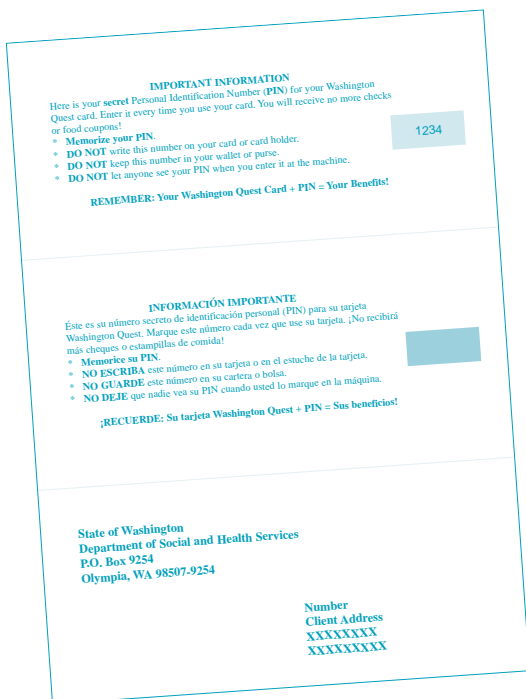 IMPORTANT INFORMATION
Here is your secret Personal Identification Number (PIN) for your Washington
Quest card. Enter it every time you use your card. You will receive no more checks
or food coupons!
* Memorize your PIN.
* DO NOT write this number on your card or card holder.
* DO NOT keep this number in your wallet or purse.
* DO NOT let anyone see your PIN when you enter it at the machine.
1234
REMEMBER: Your Washington Quest Card + PIN = Your Benefits!
INFORMACIÓN IMPORTANTE
Éste es su número secreto de identificación personal (PIN) para su tarjeta
Washington Quest. Marque este número cada vez que use su tarjeta. ¡No recibirá
más cheques o estampillas de comida!
* Memorice su PIN.
* NO ESCRIBA este número en su tarjeta o en el estuche de la tarjeta.
* NO GUARDE este número en su cartera o bolsa.
* NO DEJE que nadie vea su PIN cuando usted lo marque en la máquina.
¡RECUERDE: Su tarjeta Washington Quest + PIN = Sus beneficios!
State of Washington
Department of Social and Health Services
P.O. Box 9254
Olympia, WA 98507-9254
Number
Client Address
XXXXXXXX
XXXXXXXXX